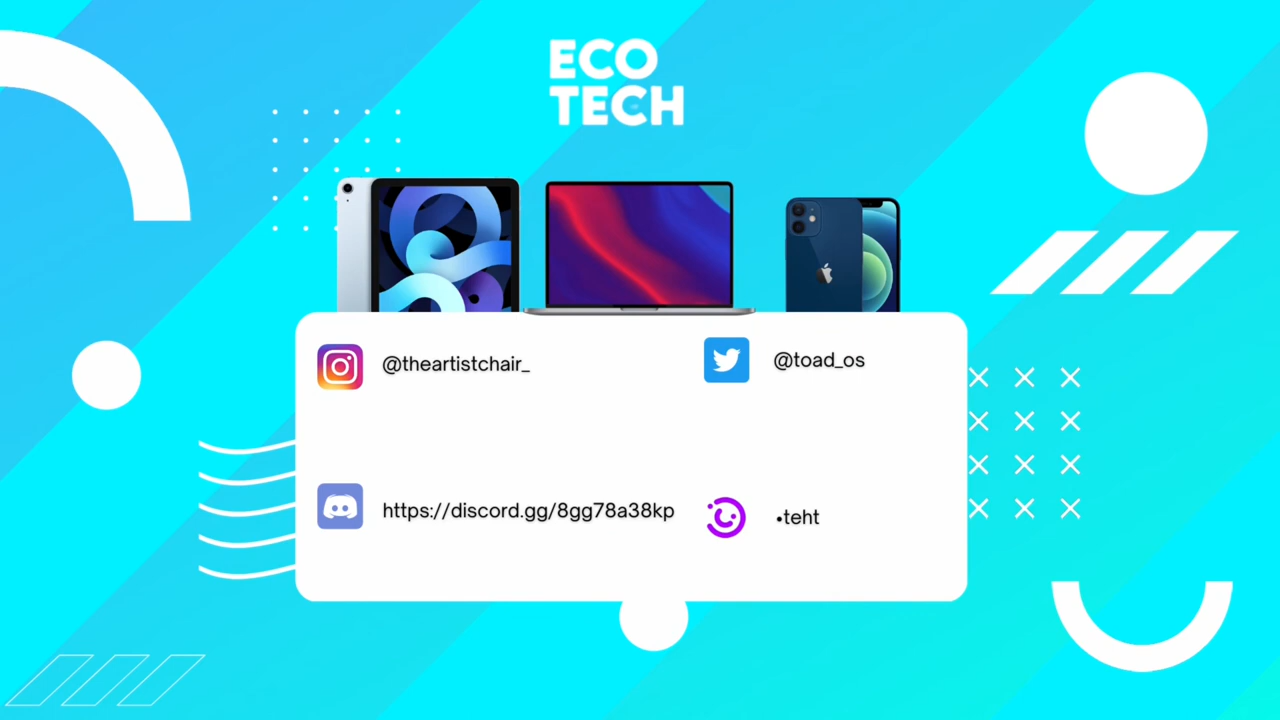 ECO
TECH
@theartistchair_
@toad_os
https://discord.gg/8gg78a38kp
•teht